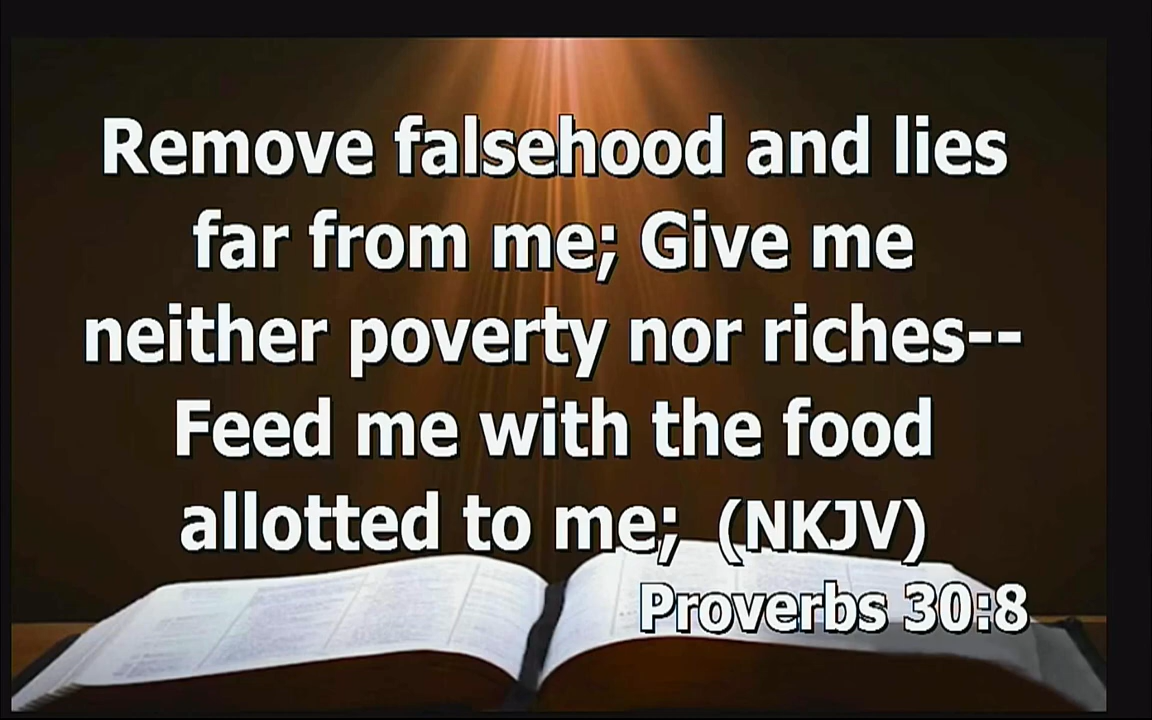 Remove falsehood and lies
far from me; Give me
neither poverty nor riches--
Feed me with the food
allotted to me; (NKJV)
Proverbs 30:8